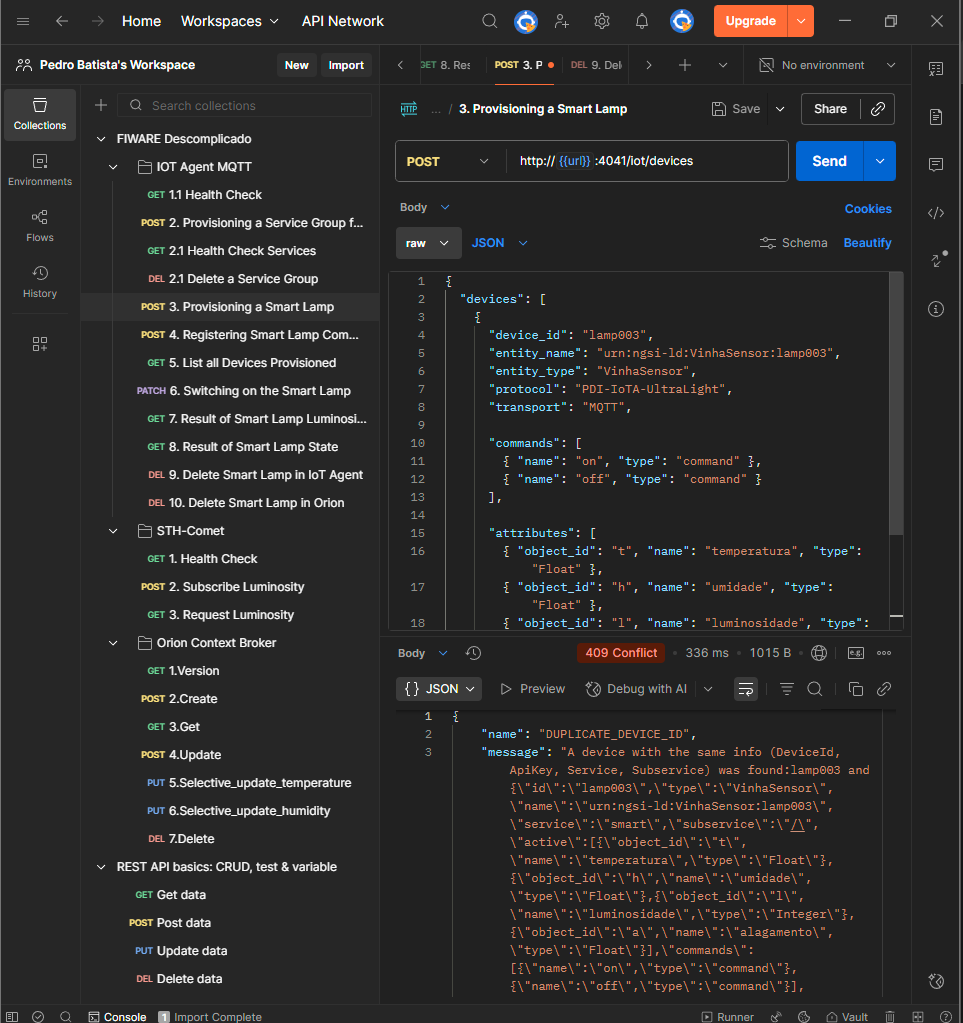 Home Workspaces API Network Upgrade
Pedro Batista's Workspace New Import
GET 8. Res POST 3. P DEL 9. Del No environment
Collections
Environments
Flows
History
Search collections
FIWARE Descomplicado
IOT Agent MQTT
GET 1.1 Health Check
POST 2. Provisioning a Service Group f...
GET 2.1 Health Check Services
DEL 2.1 Delete a Service Group
POST 3. Provisioning a Smart Lamp
POST 4. Registering Smart Lamp Com...
GET 5. List all Devices Provisioned
PATCH 6. Switching on the Smart Lamp
GET 7. Result of Smart Lamp Luminosi...
GET 8. Result of Smart Lamp State
DEL 9. Delete Smart Lamp in IoT Agent
DEL 10. Delete Smart Lamp in Orion
STH-Comet
GET 1. Health Check
POST 2. Subscribe Luminosity
GET 3. Request Luminosity
Orion Context Broker
GET 1.Version
POST 2.Create
GET 3.Get
POST 4.Update
PUT 5.Selective_update_temperature
PUT 6.Selective_update_humidity
DEL 7.Delete
REST API basics: CRUD, test & variable
GET Get data
POST Post data
PUT Update data
DEL Delete data
HTTP ... / 3. Provisioning a Smart Lamp Save Share
POST http:// {{url}} :4041/iot/devices Send
Body Cookies
raw JSON Schema Beautify
1 {
2 "devices": [
3 {
4 "device_id": "lamp003",
5 "entity_name": "urn:ngsi-ld:VinhaSensor:lamp003",
6 "entity_type": "VinhaSensor",
7 "protocol": "PDI-IoTA-UltraLight",
8 "transport": "MQTT",
9
10 "commands": [
11 { "name": "on", "type": "command" },
12 { "name": "off", "type": "command" }
13 ],
14
15 "attributes": [
16 { "object_id": "t", "name": "temperatura", "type":
"Float" },
17 { "object_id": "h", "name": "umidade", "type":
"Float" },
18 { "object_id": "l", "name": "luminosidade", "type":
Body 409 Conflict • 336 ms • 1015 B e.g.
{} JSON Preview Debug with AI
1 {
2 "name": "DUPLICATE_DEVICE_ID",
3 "message": "A device with the same info (DeviceId,
ApiKey, Service, Subservice) was found:lamp003 and
{\"id\":\"lamp003\",\"type\":\"VinhaSensor\",
\"name\":\"urn:ngsi-ld:VinhaSensor:lamp003\",
\"service\":\"smart\",\"subservice\":\"/\",
\"active\":[{\"object_id\":\"t\",
\"name\":\"temperatura\",\"type\":\"Float\"},
{\"object_id\":\"h\",\"name\":\"umidade\",
\"type\":\"Float\"},{\"object_id\":\"l\",
\"name\":\"luminosidade\",\"type\":\"Integer\"},
{\"object_id\":\"a\",\"name\":\"alagamento\",
\"type\":\"Float\"}],\"commands\":
[{\"name\":\"on\",\"type\":\"command\"},
{\"name\":\"off\",\"type\":\"command\"}],
Console 1 Import Complete Runner Vault